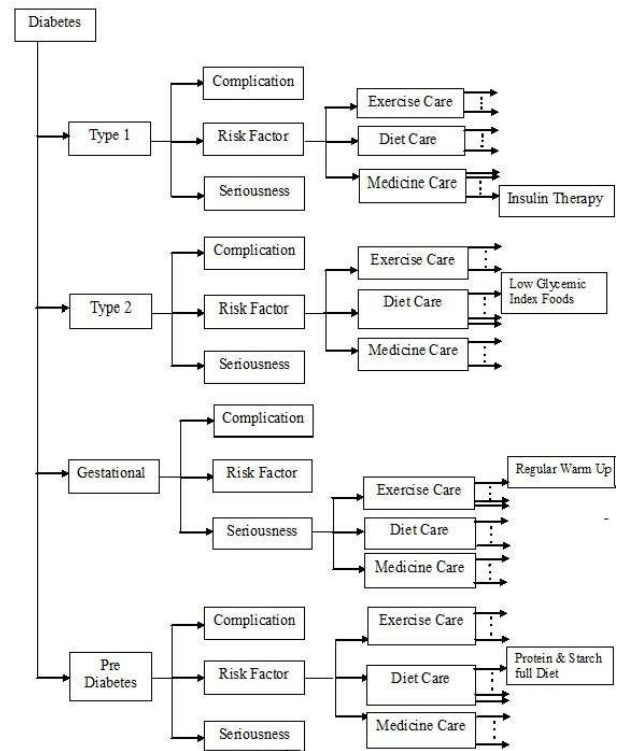 Diabetes
Complication
Type 1
Risk Factor
Seriousness
Exercise Care
Diet Care
Medicine Care
Insulin Therapy
Complication
Type 2
Risk Factor
Seriousness
Exercise Care
Diet Care
Medicine Care
Low Glycemic
Index Foods
Complication
Gestational
Risk Factor
Seriousness
Exercise Care
Diet Care
Medicine Care
Regular Warm Up
Complication
Pre
Diabetes
Risk Factor
Seriousness
Exercise Care
Diet Care
Medicine Care
Protein & Starch
full Diet